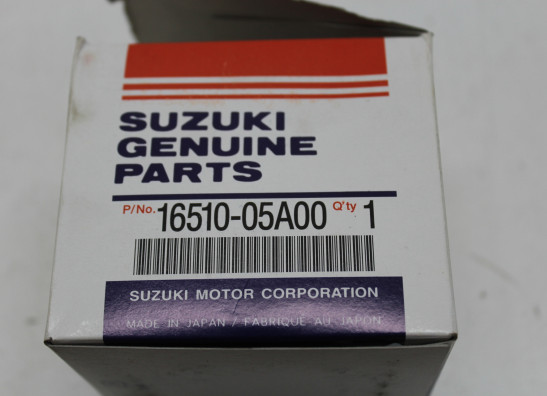 SUZUKI
GENUINE
PARTS
P/No. 16510-05A00 Q'ty 1
SUZUKI MOTOR CORPORATION
MADE IN JAPAN / FABRIQUE AU JAPON